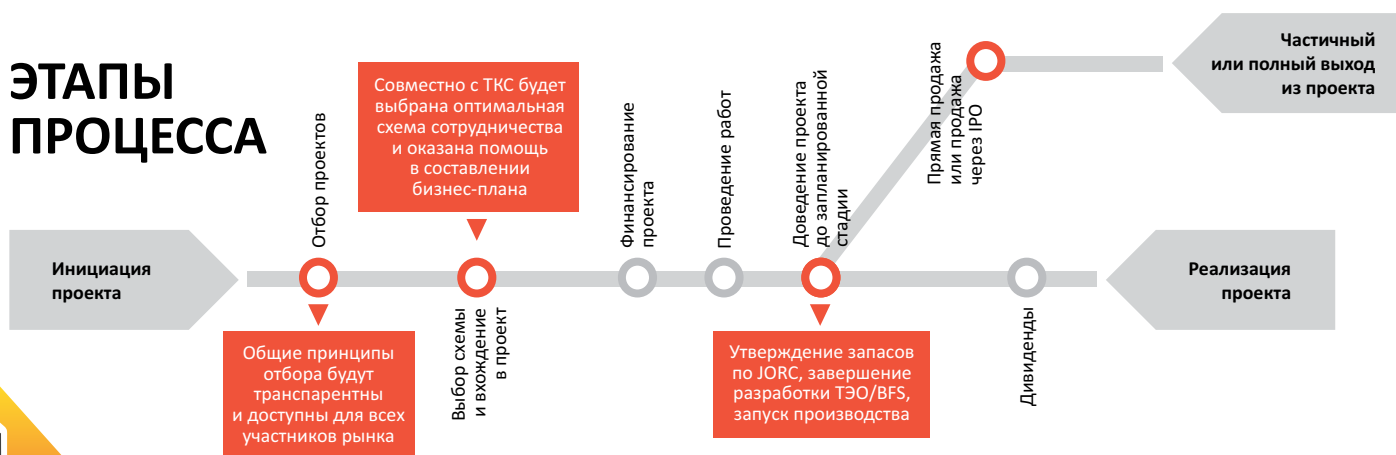 ЭТАПЫ
ПРОЦЕССА
Инициация
проекта
Отбор проектов
Общие принципы
отбора будут
транспарентны
и доступны для всех
участников рынка
Совместно с ТКС будет
выбрана оптимальная
схема сотрудничества
и оказана помощь
в составлении
бизнес-плана
Выбор схемы
и вхождение
в проект
Финансирование
проекта
Проведение работ
Доведение проекта
до запланированной
стадии
Утверждение запасов
по JORC, завершение
разработки ТЭО/BFS,
запуск производства
Прямая продажа
или продажа
через IPO
Частичный
или полный выход
из проекта
Дивиденды
Реализация
проекта